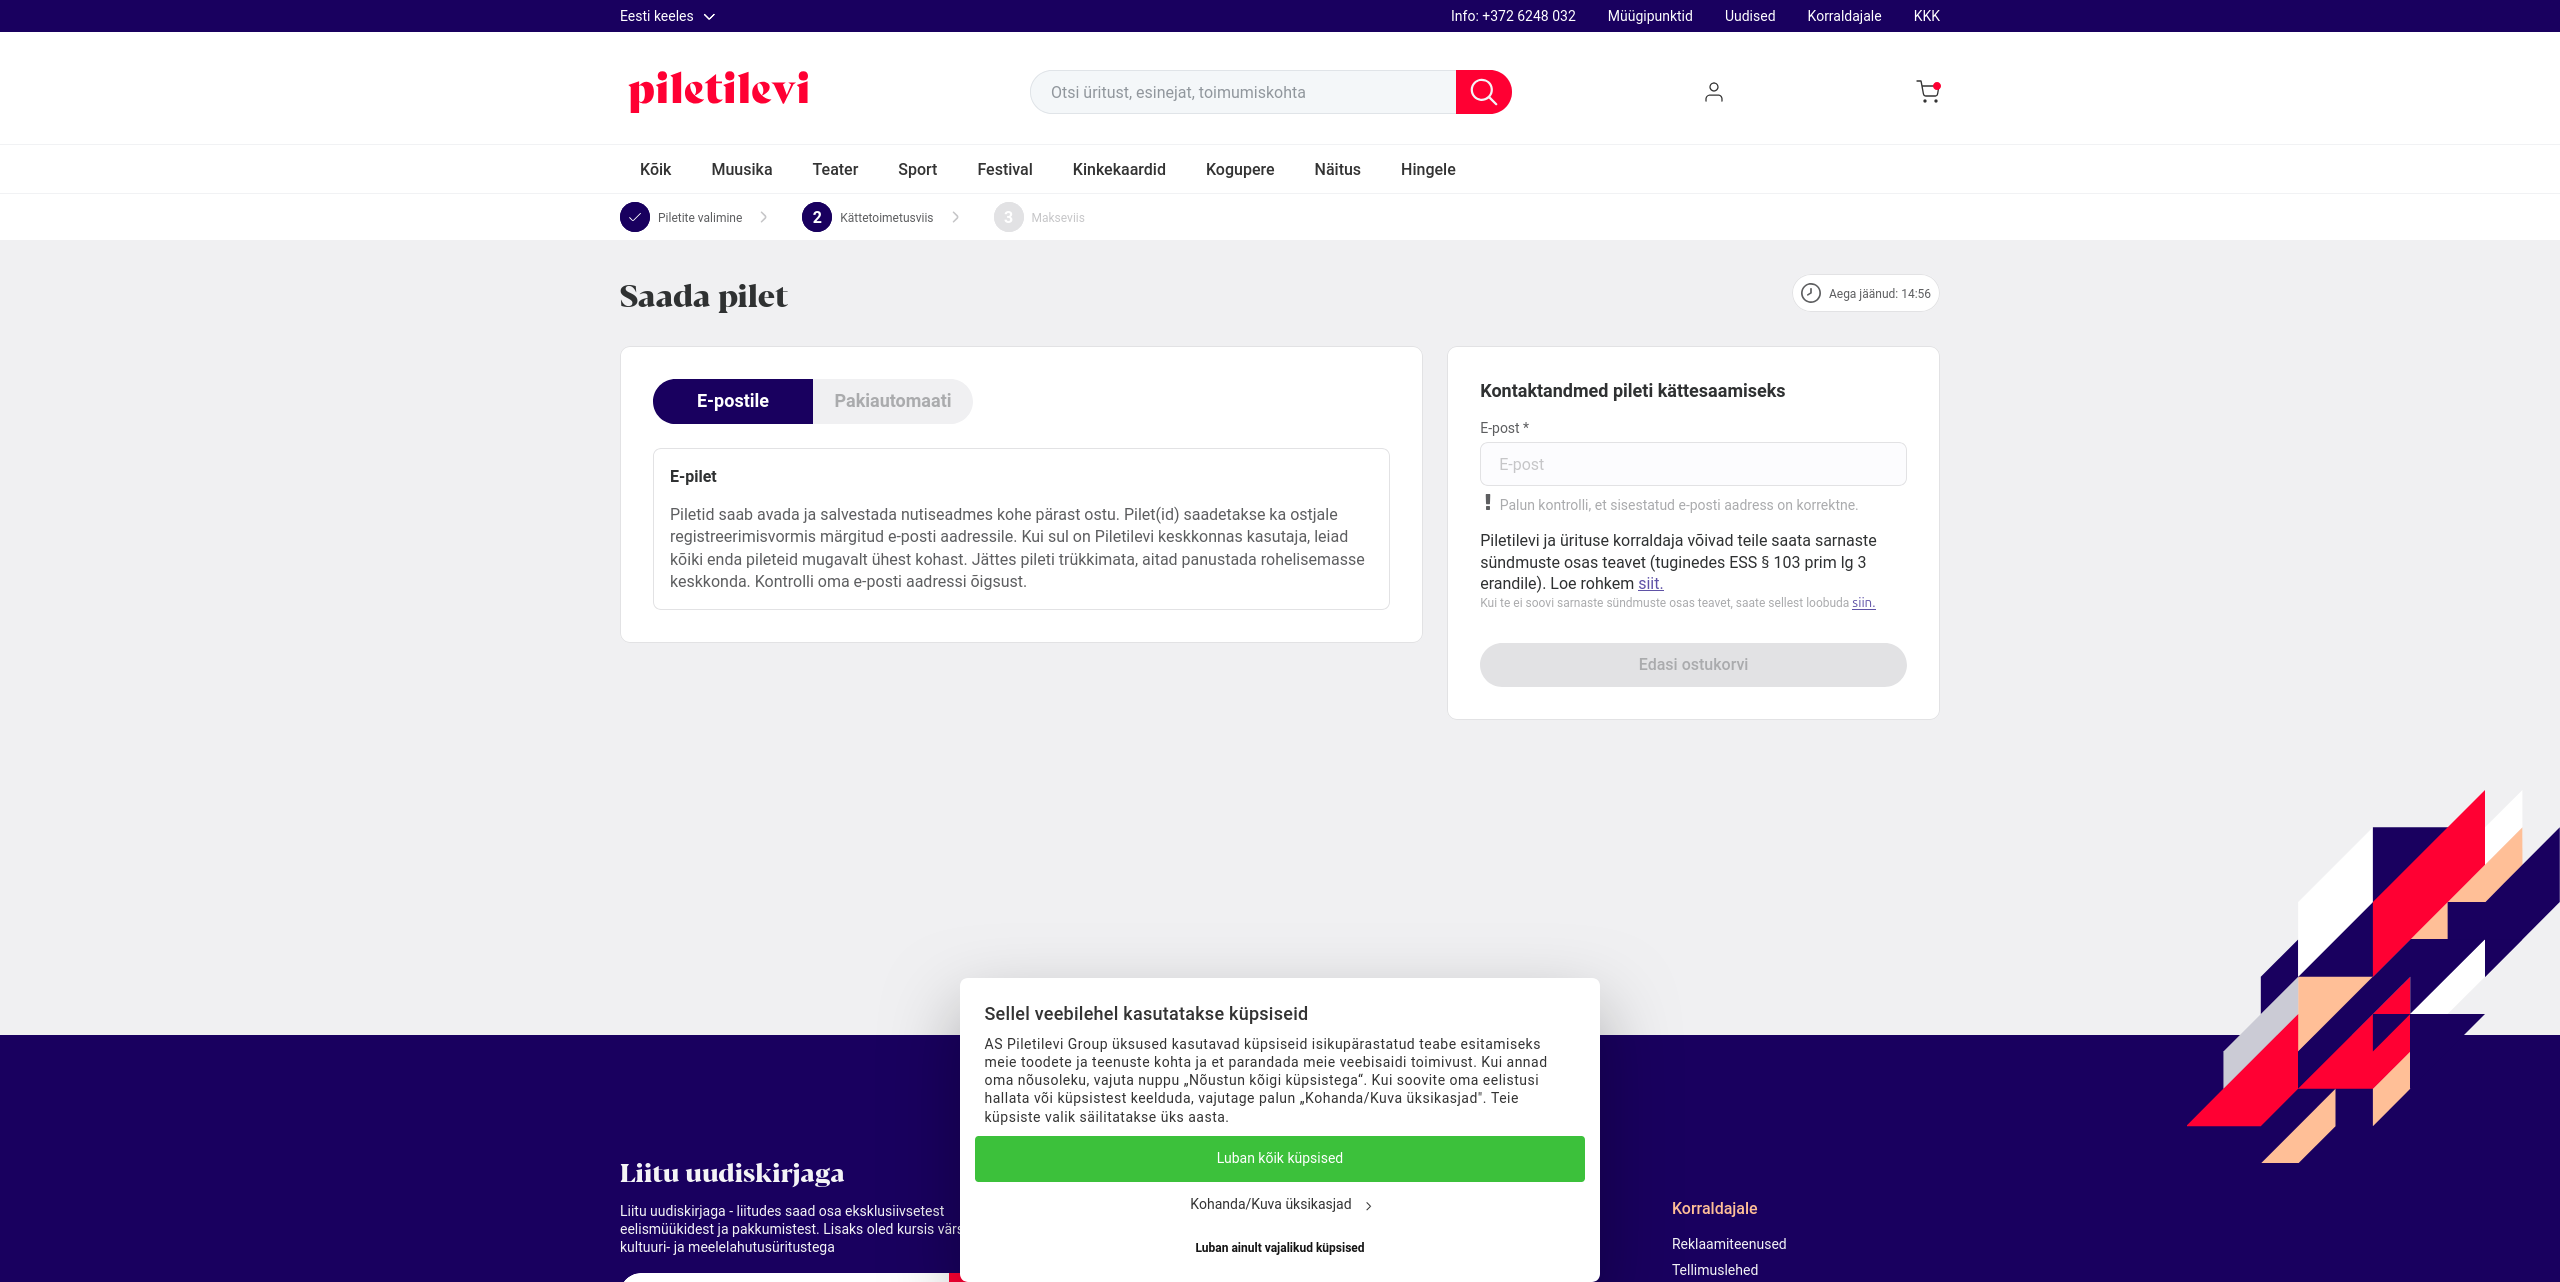 Eesti keeles
Info: +372 6248 032
Müügipunktid
Uudised
Korraldajale
KKK
piletilevi
Otsi üritust, esinejat, toimumiskohta
Kõik
Muusika
Teater
Sport
Festival
Kinkekaardid
Kogupere
Näitus
Hingele
Piletite valimine
2
Kättetoimetusviis
3
Makseviis
Saada pilet
Aega jäänud: 14:56
E-postile
Pakiautomaati
E-pilet
Piletid saab avada ja salvestada nutiseadmes kohe pärast ostu. Pilet(id) saadetakse ka ostjale
registreerimisvormis märgitud e-posti aadressile. Kui sul on Piletilevi keskkonnas kasutaja, leiad
kõiki enda pileteid mugavalt ühest kohast. Jättes pileti trükkimata, aitad panustada rohelisemasse
keskkonda. Kontrolli oma e-posti aadressi õigsust.
Kontaktandmed pileti kättesaamiseks
E-post *
E-post
! Palun kontrolli, et sisestatud e-posti aadress on korrektne.
Piletilevi ja ürituse korraldaja võivad teile saata sarnaste
sündmuste osas teavet (tuginedes ESS § 103 prim lg 3
erandile). Loe rohkem siit.
Kui te ei soovi sarnaste sündmuste osas teavet, saate sellest loobuda siin.
Edasi ostukorvi
Sellel veebilehel kasutatakse küpsiseid
AS Piletilevi Group üksused kasutavad küpsiseid isikupärastatud teabe esitamiseks
meie toodete ja teenuste kohta ja et parandada meie veebisaidi toimivust. Kui annad
oma nõusoleku, vajuta nuppu „Nõustun kõigi küpsistega“. Kui soovite oma eelistusi
hallata või küpsistest keelduda, vajutage palun „Kohanda/Kuva üksikasjad". Teie
küpsiste valik säilitatakse üks aasta.
Luban kõik küpsised
Kohanda/Kuva üksikasjad
Luban ainult vajalikud küpsised
Liitu uudiskirjaga
Liitu uudiskirjaga - liitudes saad osa eksklusiivsetest
eelismüükidest ja pakkumistest. Lisaks oled kursis
kultuuri- ja meelelahutusüritustega
Korraldajale
Reklaamiteenused
Tellimuslehed